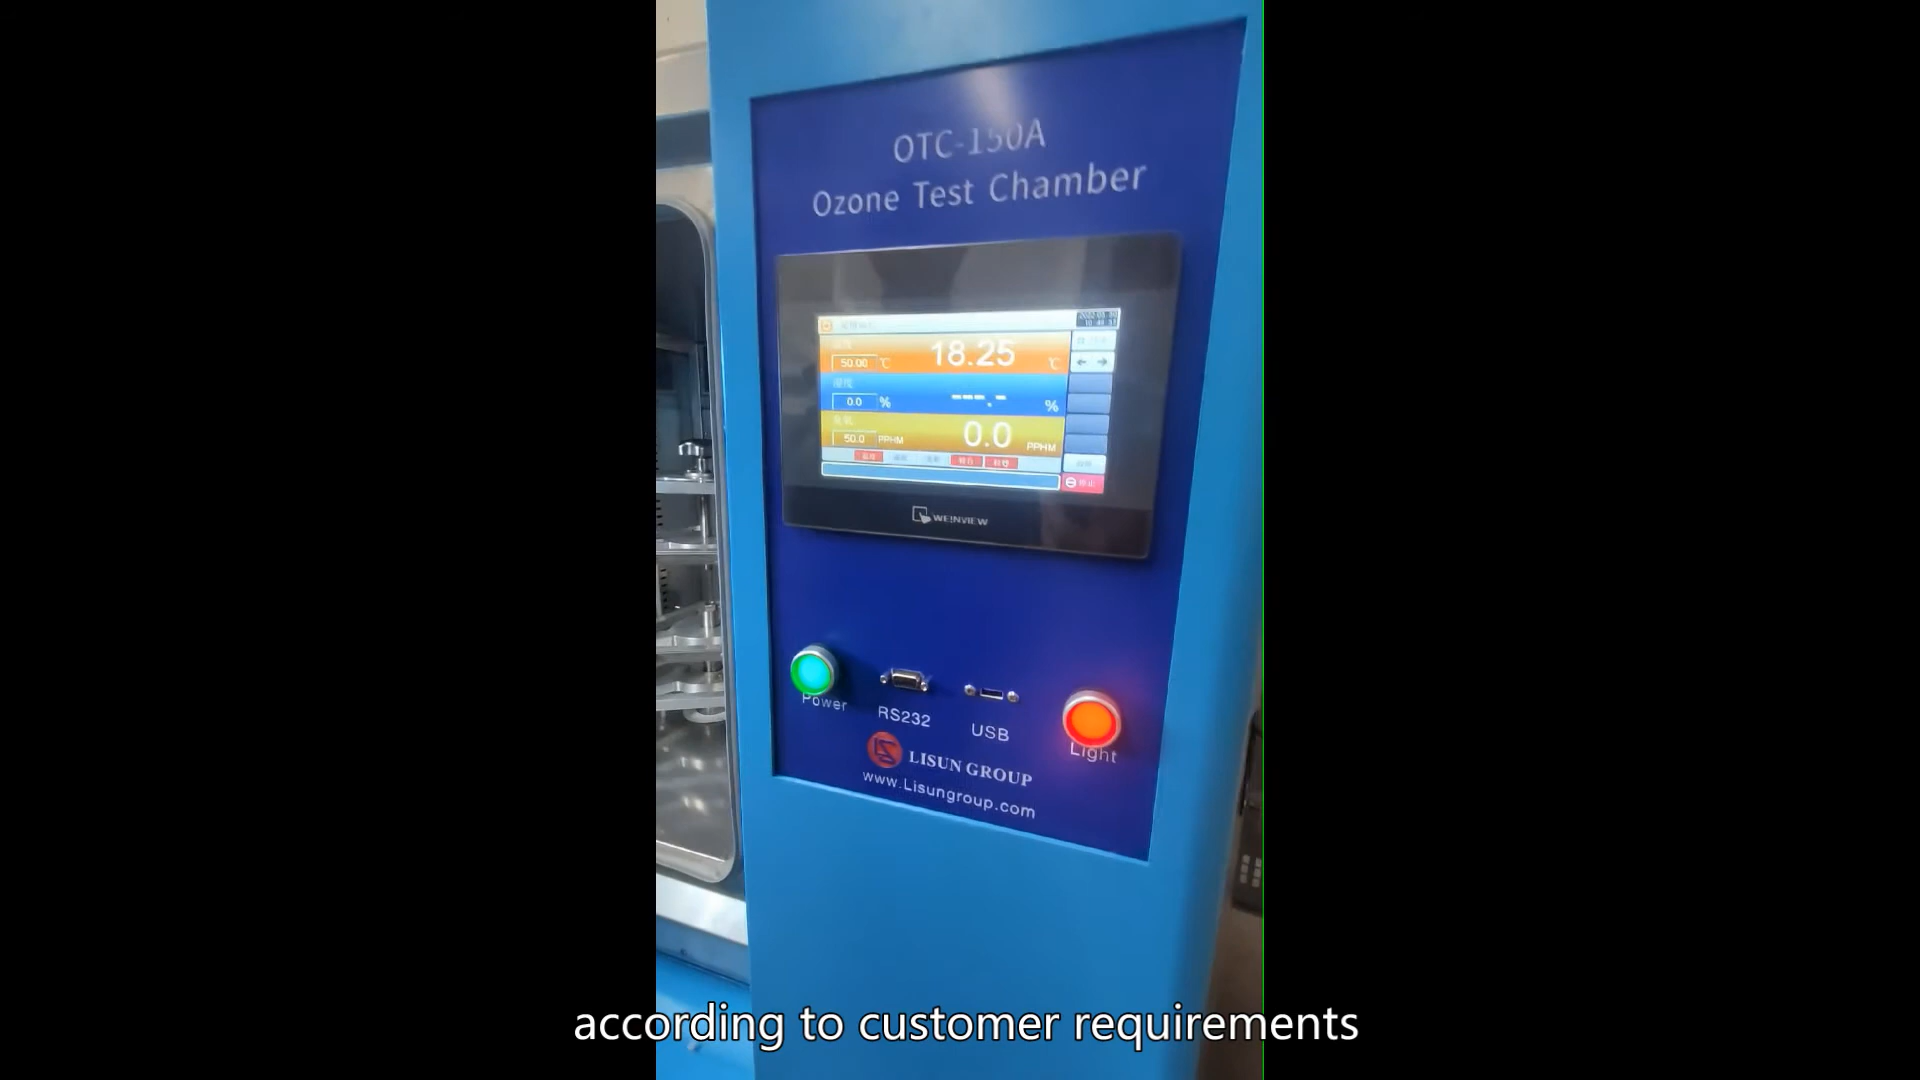 OTC-150A
Ozone Test Chamber
18.25
50.00 ℃
℃
0.0 %
---.-
%
0.0
50.0 PPHM
PPHM
WEINVIEW
Power
RS232
USB
Light
LISUN GROUP
www.Lisungroup.com
according to customer requirements